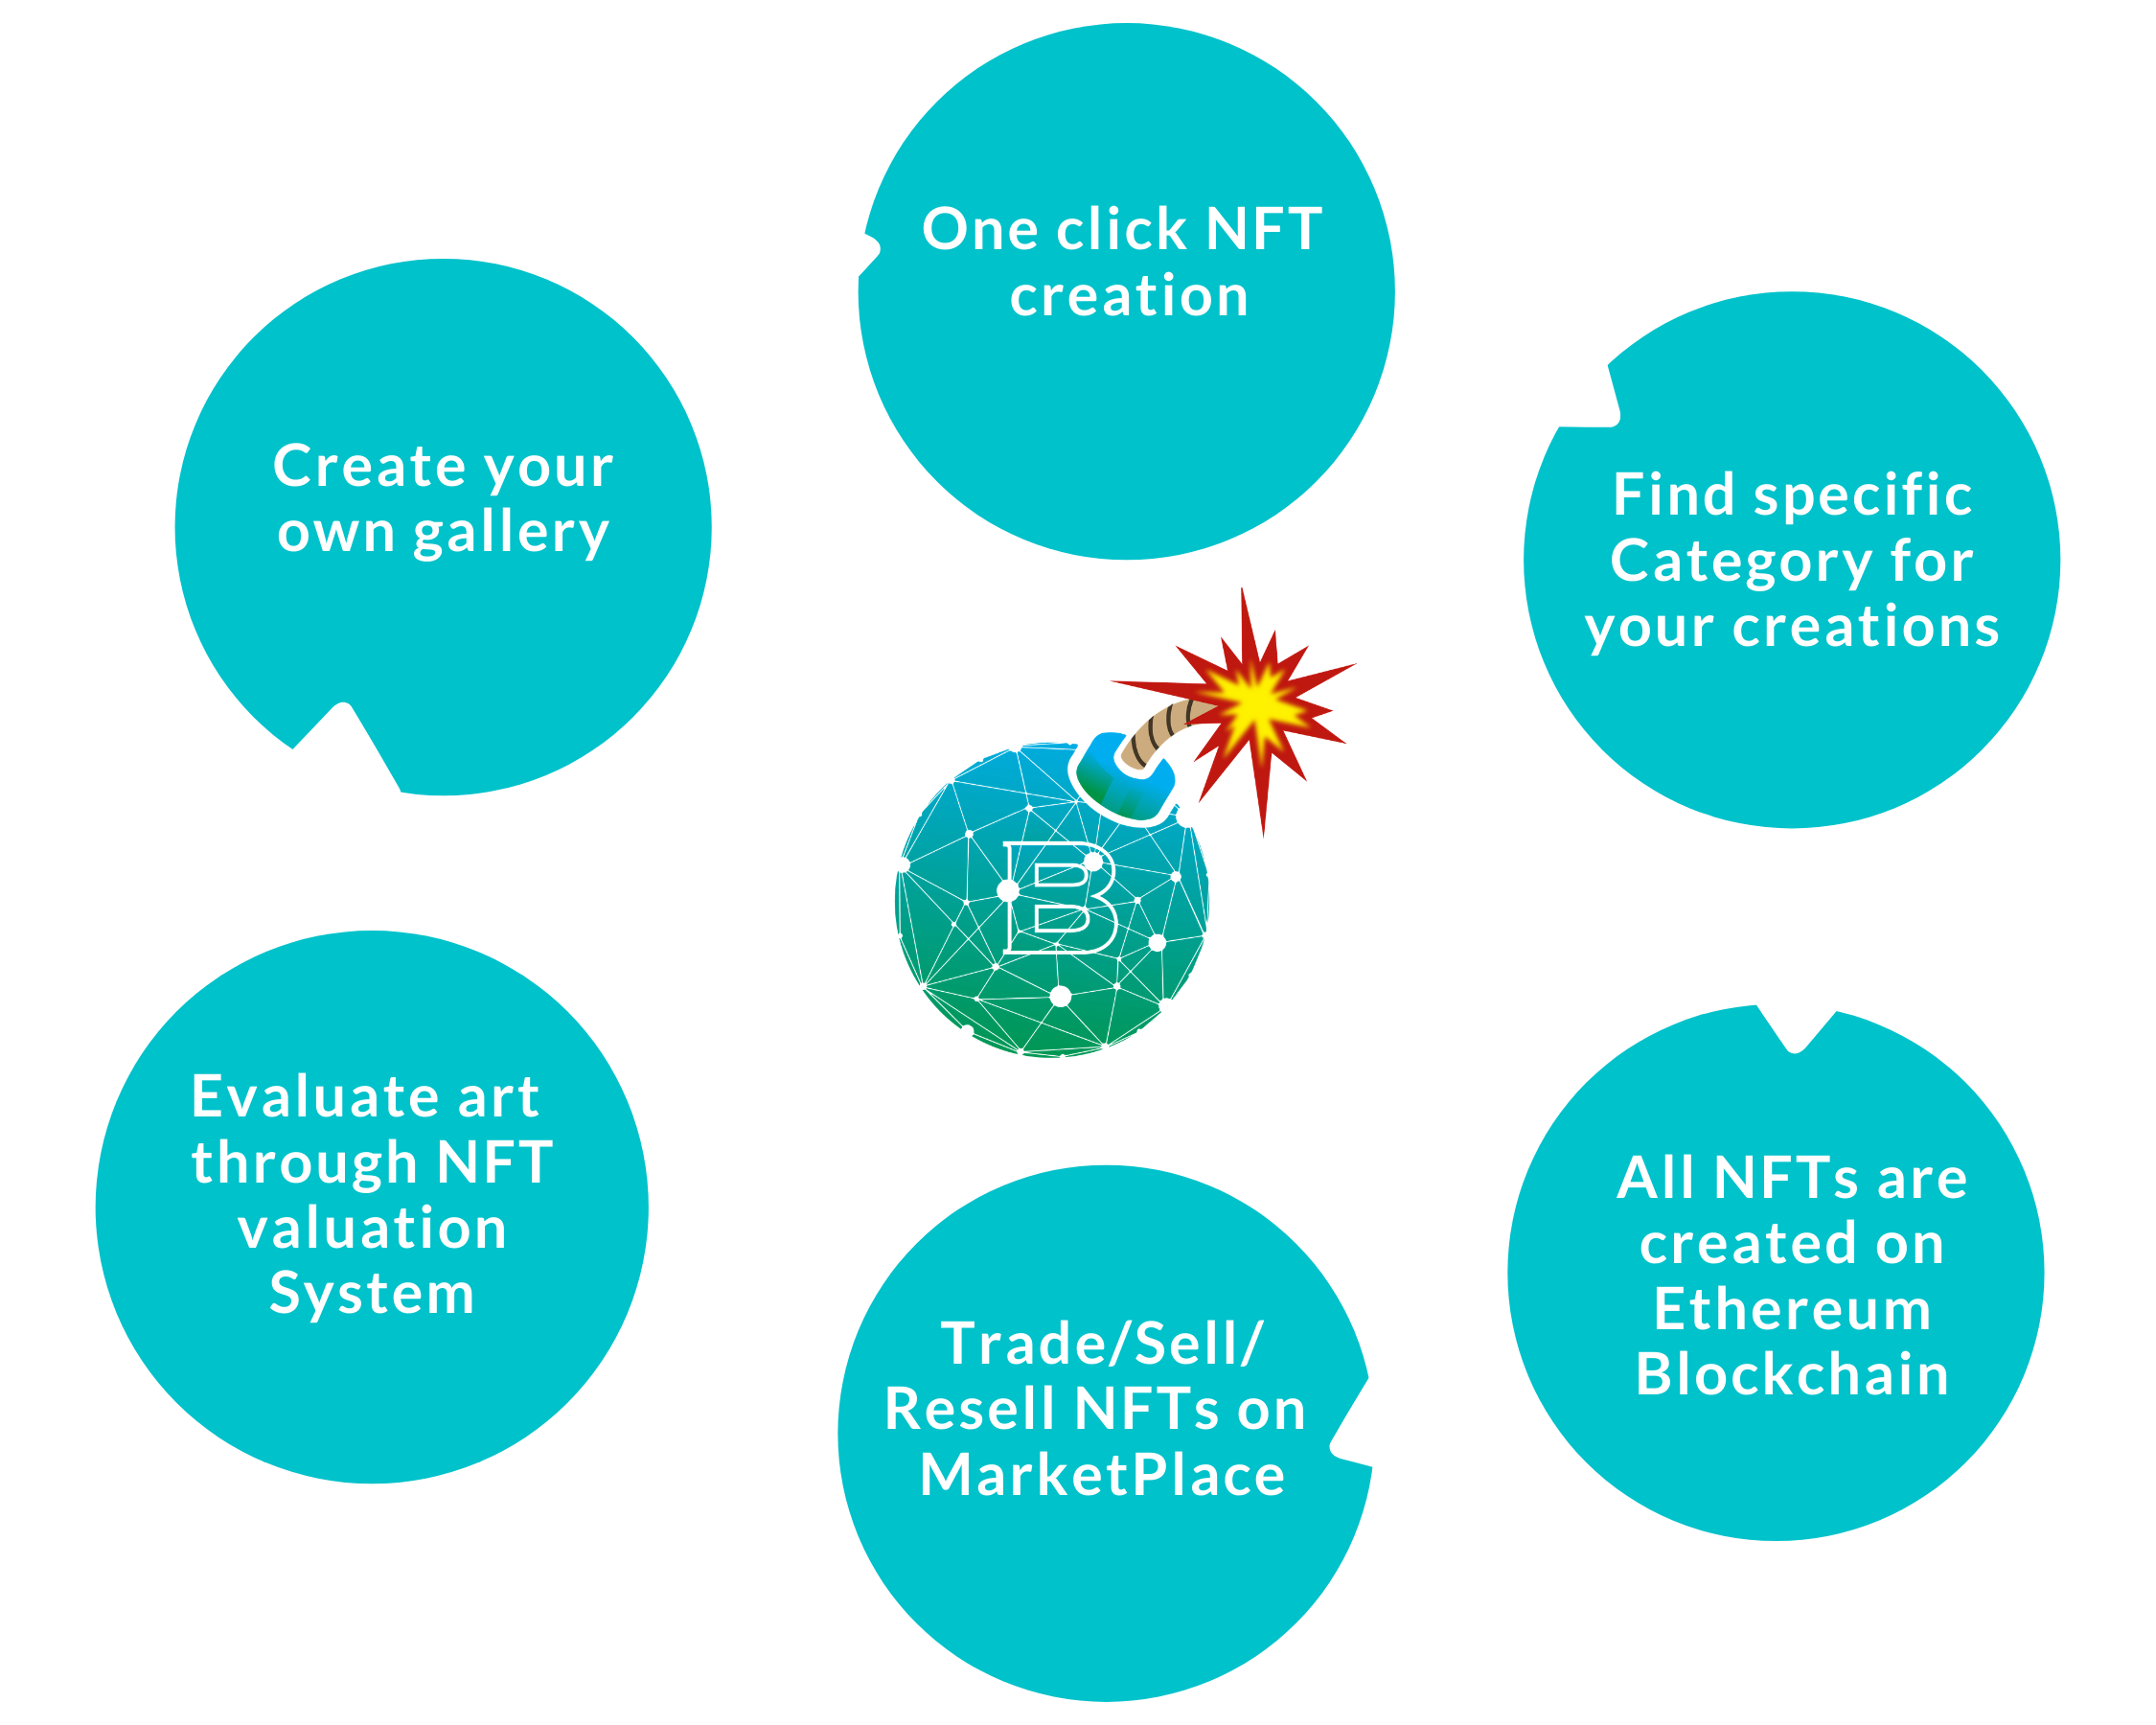 One click NFT
creation
Create your
own gallery
Find specific
Category for
your creations
B
Evaluate art
through NFT
valuation
System
All NFTs are
created on
Ethereum
Blockchain
Trade/Sell/
Resell NFTs on
MarketPlace